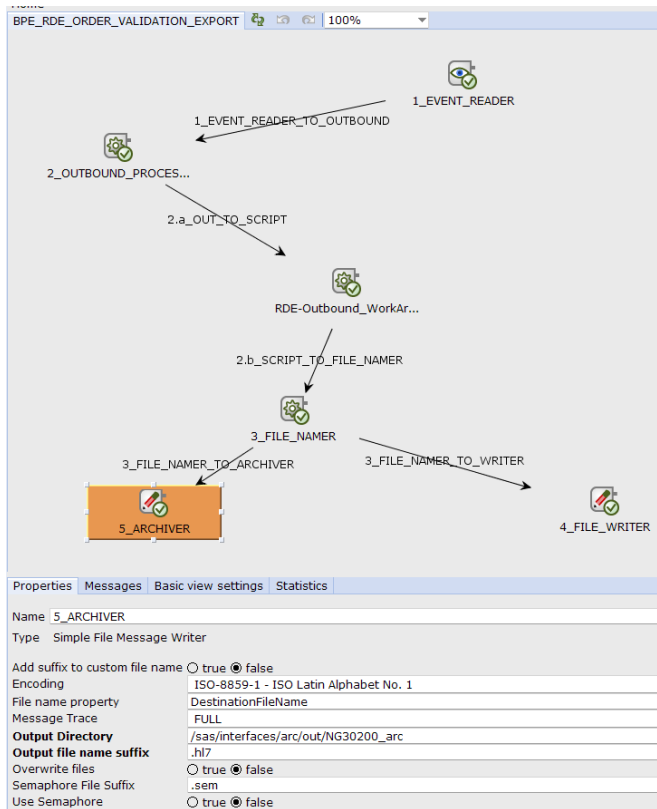 BPE_RDE_ORDER_VALIDATION_EXPORT 100%
1_EVENT_READER
1_EVENT_READER_TO_OUTBOUND
2_OUTBOUND_PROCES...
2.a_OUT_TO_SCRIPT
RDE-Outbound_WorkAr...
2.b_SCRIPT_TO_FILE_NAMER
3_FILE_NAMER
3_FILE_NAMER_TO_ARCHIVER 3_FILE_NAMER_TO_WRITER
5_ARCHIVER 4_FILE_WRITER
Properties Messages Basic view settings Statistics
Name 5_ARCHIVER
Type Simple File Message Writer
Add suffix to custom file name true false
Encoding ISO-8859-1 - ISO Latin Alphabet No. 1
File name property DestinationFileName
Message Trace FULL
Output Directory /sas/interfaces/arc/out/NG30200_arc
Output file name suffix .hl7
Overwrite files true false
Semaphore File Suffix .sem
Use Semaphore true false